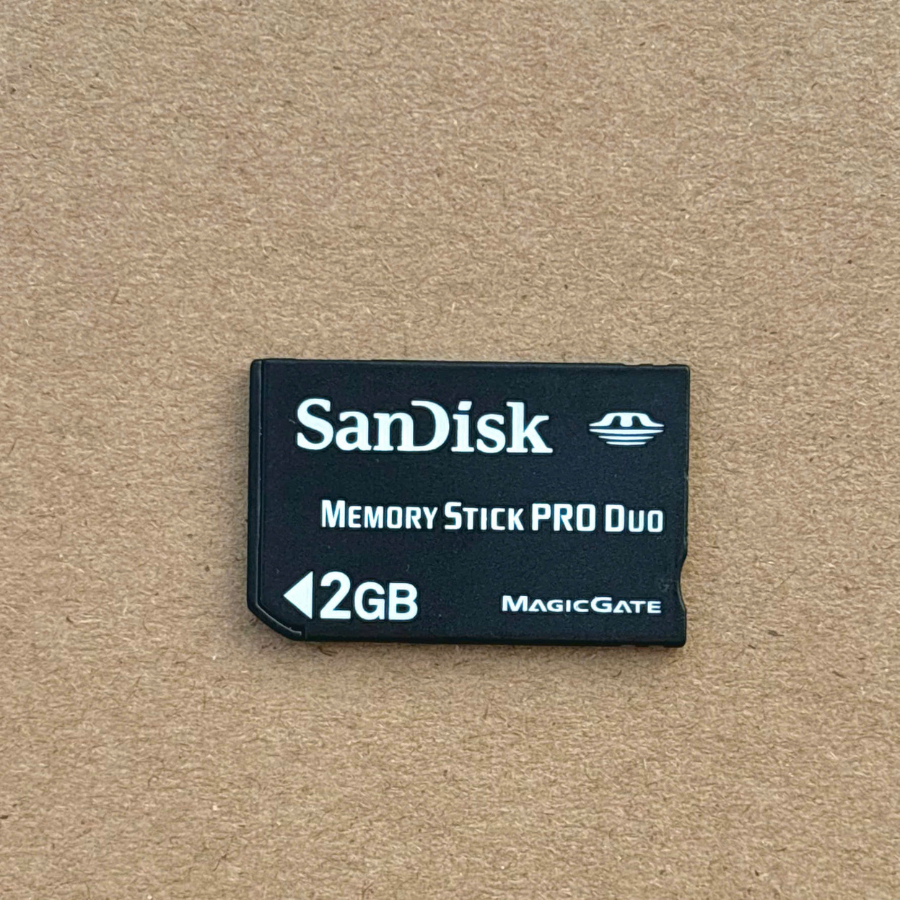 SanDisk
MEMORY STICK PRO DUO
2GB
MAGICGATE